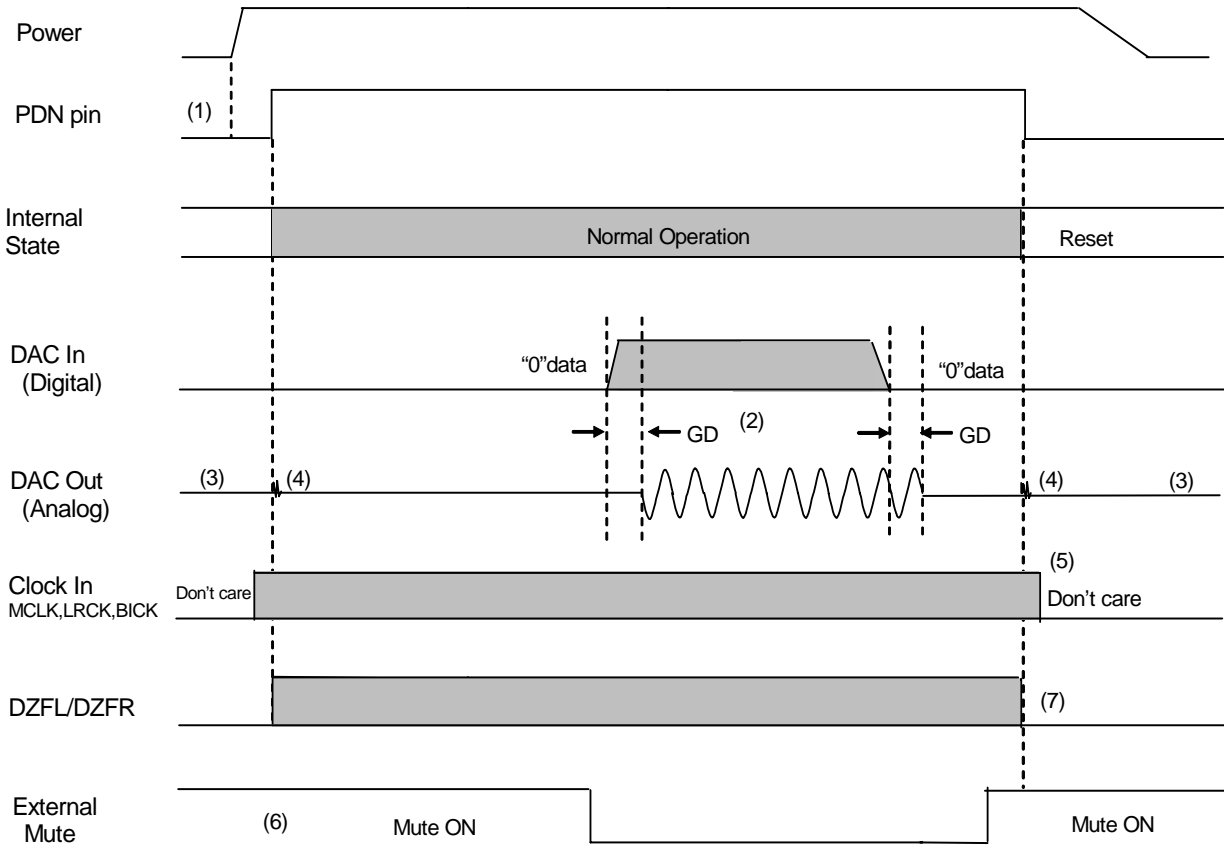 Power
PDN pin
(1)
Internal
State
Normal Operation
Reset
DAC In
(Digital)
“0”data
“0”data
GD
(2)
GD
DAC Out
(Analog)
(3)
(4)
(4)
(3)
Clock In
MCLK,LRCK,BICK
Don’t care
(5)
Don’t care
DZFL/DZFR
(7)
External
Mute
(6)
Mute ON
Mute ON